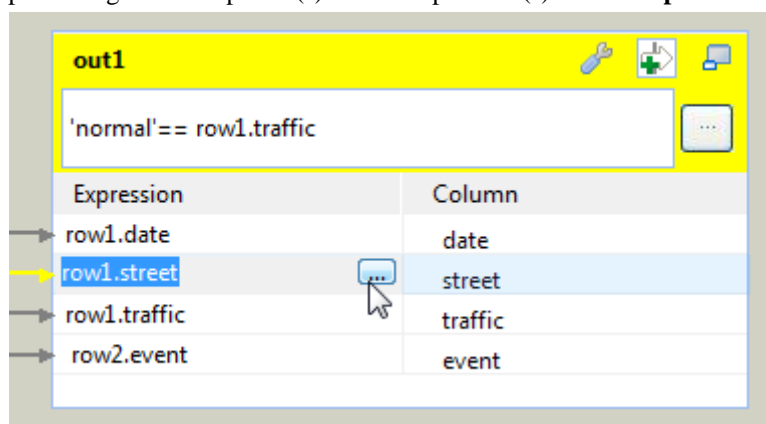 out1
'normal'== row1.traffic
...
Expression Column
row1.date date
row1.street ... street
row1.traffic traffic
row2.event event